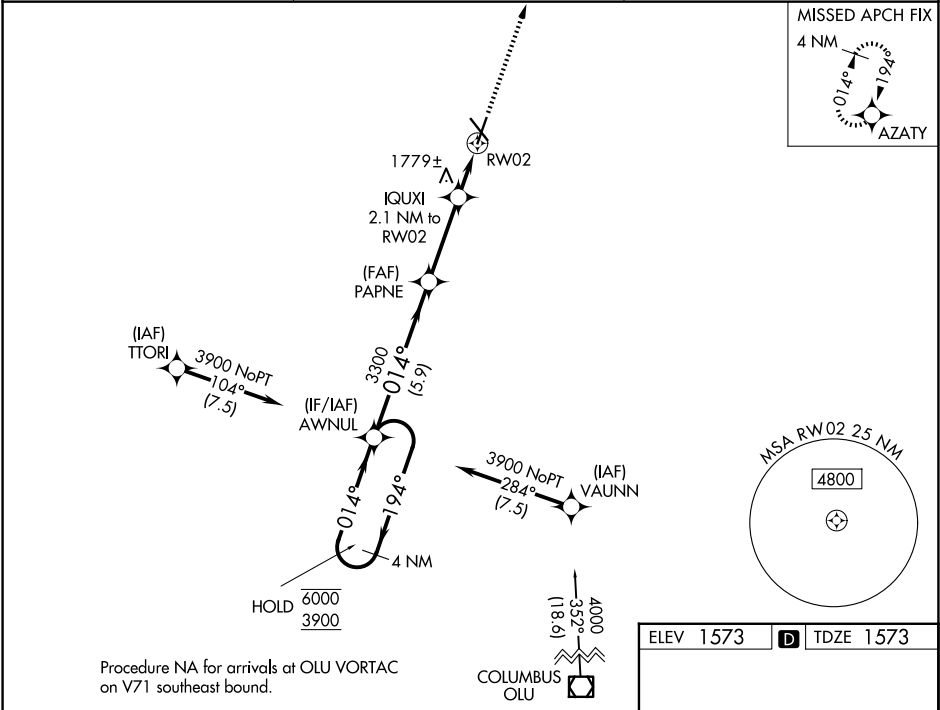 MISSED APCH FIX
4 NM
014°
194°
AZATY
RW02
1779±
IQUXI
2.1 NM to
RW02
(FAF)
PAPNE
(IAF)
TTORI
3900 NoPT
104°
(7.5)
3300
014°
(5.9)
(IF/IAF)
AWNUL
014°
194°
4 NM
HOLD
6000
3900
3900 NoPT
284°
(7.5)
(IAF)
VAUNN
MSA RW02 25 NM
4800
4000
352°
(18.6)
COLUMBUS
OLU
Procedure NA for arrivals at OLU VORTAC
on V71 southeast bound.
ELEV 1573 D TDZE 1573